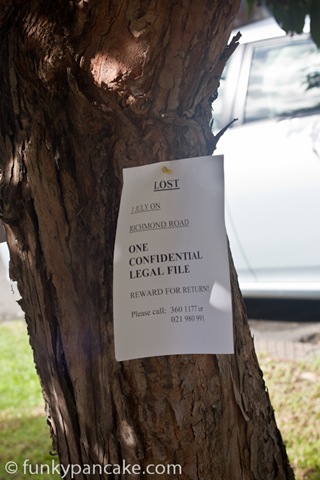 LOST
7 JULY ON
RICHMOND ROAD
ONE
CONFIDENTIAL
LEGAL FILE
REWARD FOR RETURN!
Please call: 360 1177 or
021 980 991
© funkypancake.com